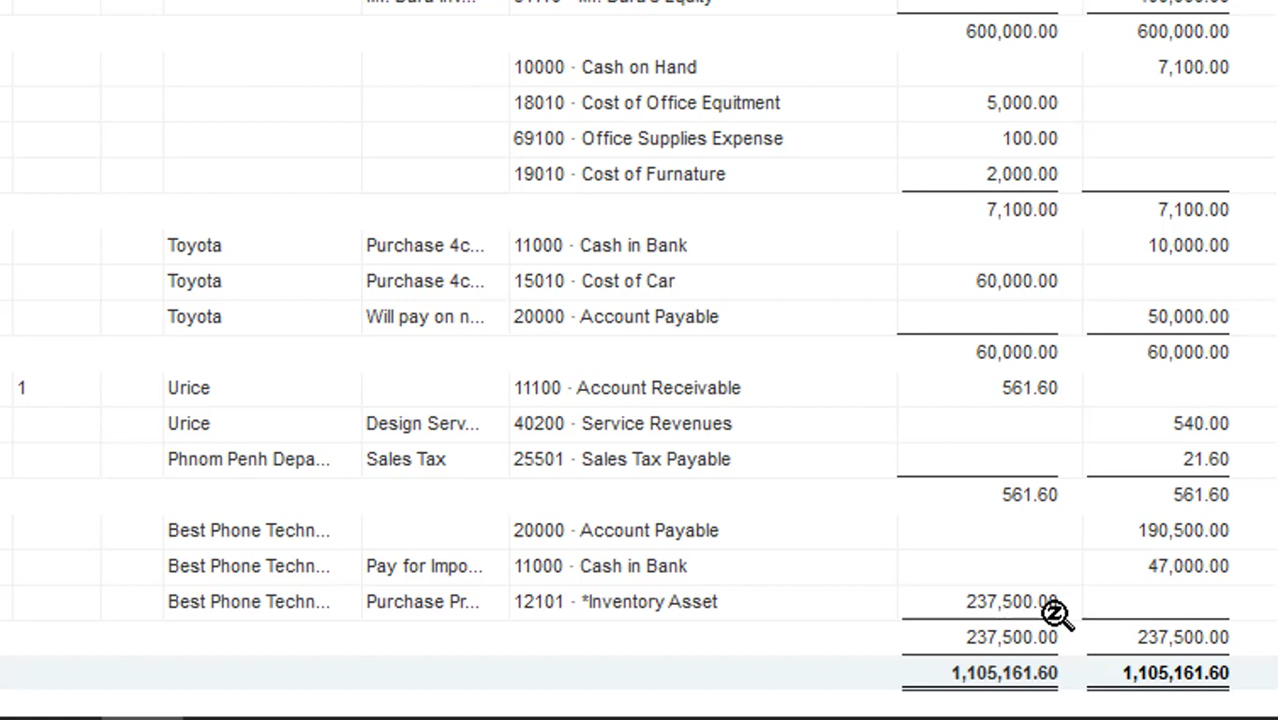 600,000.00 600,000.00
10000 · Cash on Hand 7,100.00
18010 · Cost of Office Equitment 5,000.00
69100 · Office Supplies Expense 100.00
19010 · Cost of Furnature 2,000.00
7,100.00 7,100.00
Toyota Purchase 4c... 11000 · Cash in Bank 10,000.00
Toyota Purchase 4c... 15010 · Cost of Car 60,000.00
Toyota Will pay on n... 20000 · Account Payable 50,000.00
60,000.00 60,000.00
1 Urice 11100 · Account Receivable 561.60
Urice Design Serv... 40200 · Service Revenues 540.00
Phnom Penh Depa... Sales Tax 25501 · Sales Tax Payable 21.60
561.60 561.60
Best Phone Techn... 20000 · Account Payable 190,500.00
Best Phone Techn... Pay for Impo... 11000 · Cash in Bank 47,000.00
Best Phone Techn... Purchase Pr... 12101 · *Inventory Asset 237,500.00
237,500.00 237,500.00
1,105,161.60 1,105,161.60